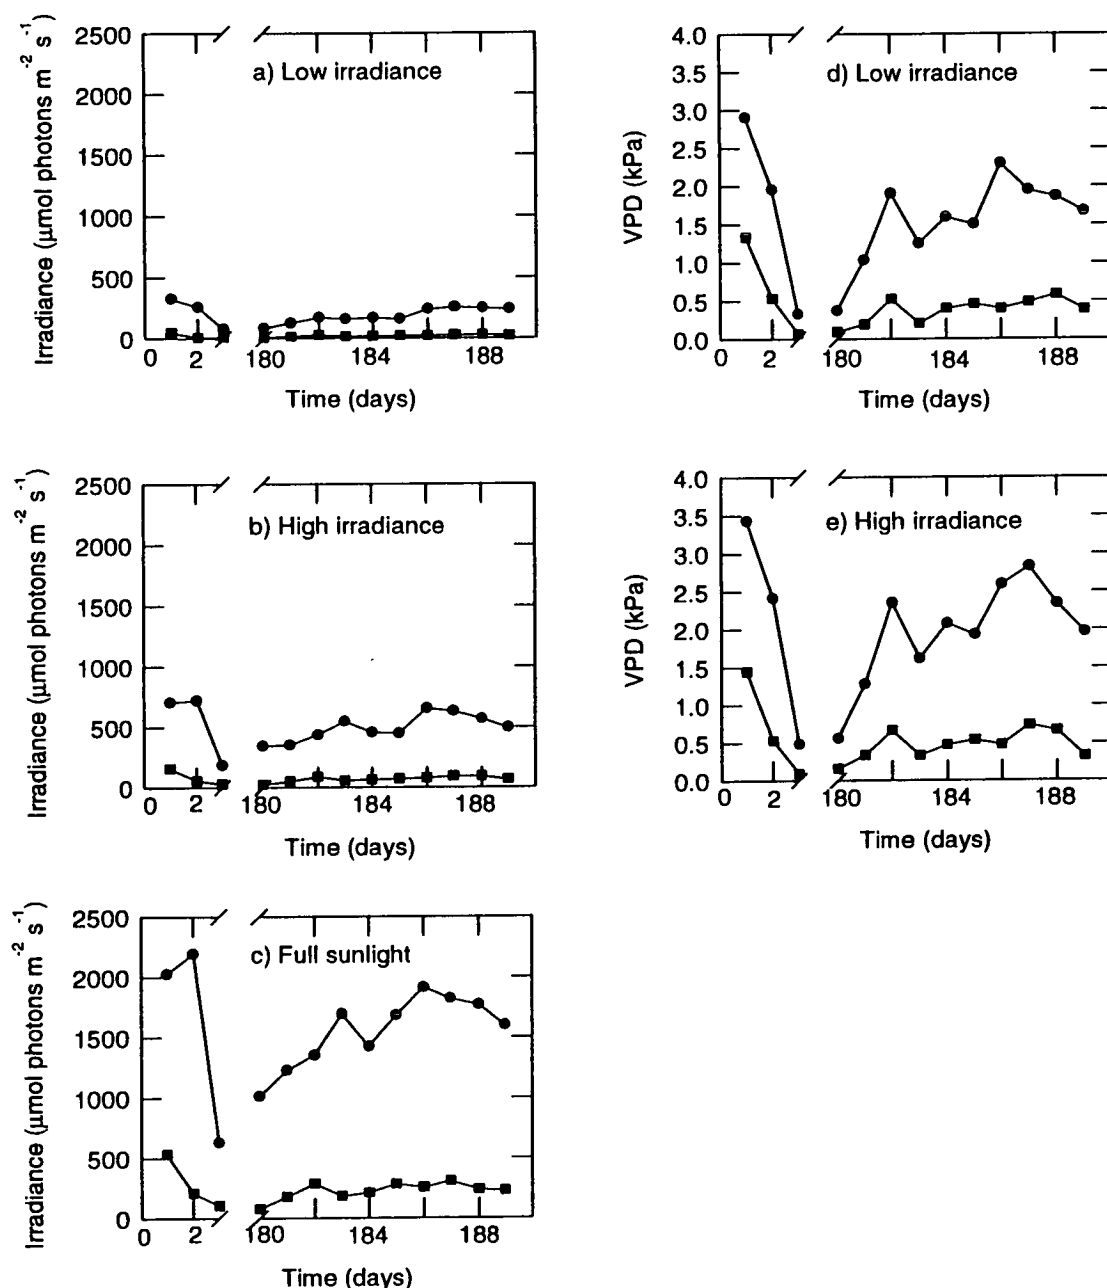 Irradiance (μmol photons m⁻² s⁻¹)
2500
2000
1500
1000
500
0
a) Low irradiance
0 2 180 184 188
Time (days)
VPD (kPa)
4.0
3.5
3.0
2.5
2.0
1.5
1.0
0.5
0.0
d) Low irradiance
0 2 180 184 188
Time (days)
Irradiance (μmol photons m⁻² s⁻¹)
2500
2000
1500
1000
500
0
b) High irradiance
0 2 180 184 188
Time (days)
VPD (kPa)
4.0
3.5
3.0
2.5
2.0
1.5
1.0
0.5
0.0
e) High irradiance
0 2 180 184 188
Time (days)
Irradiance (μmol photons m⁻² s⁻¹)
2500
2000
1500
1000
500
0
c) Full sunlight
0 2 180 184 188
Time (days)